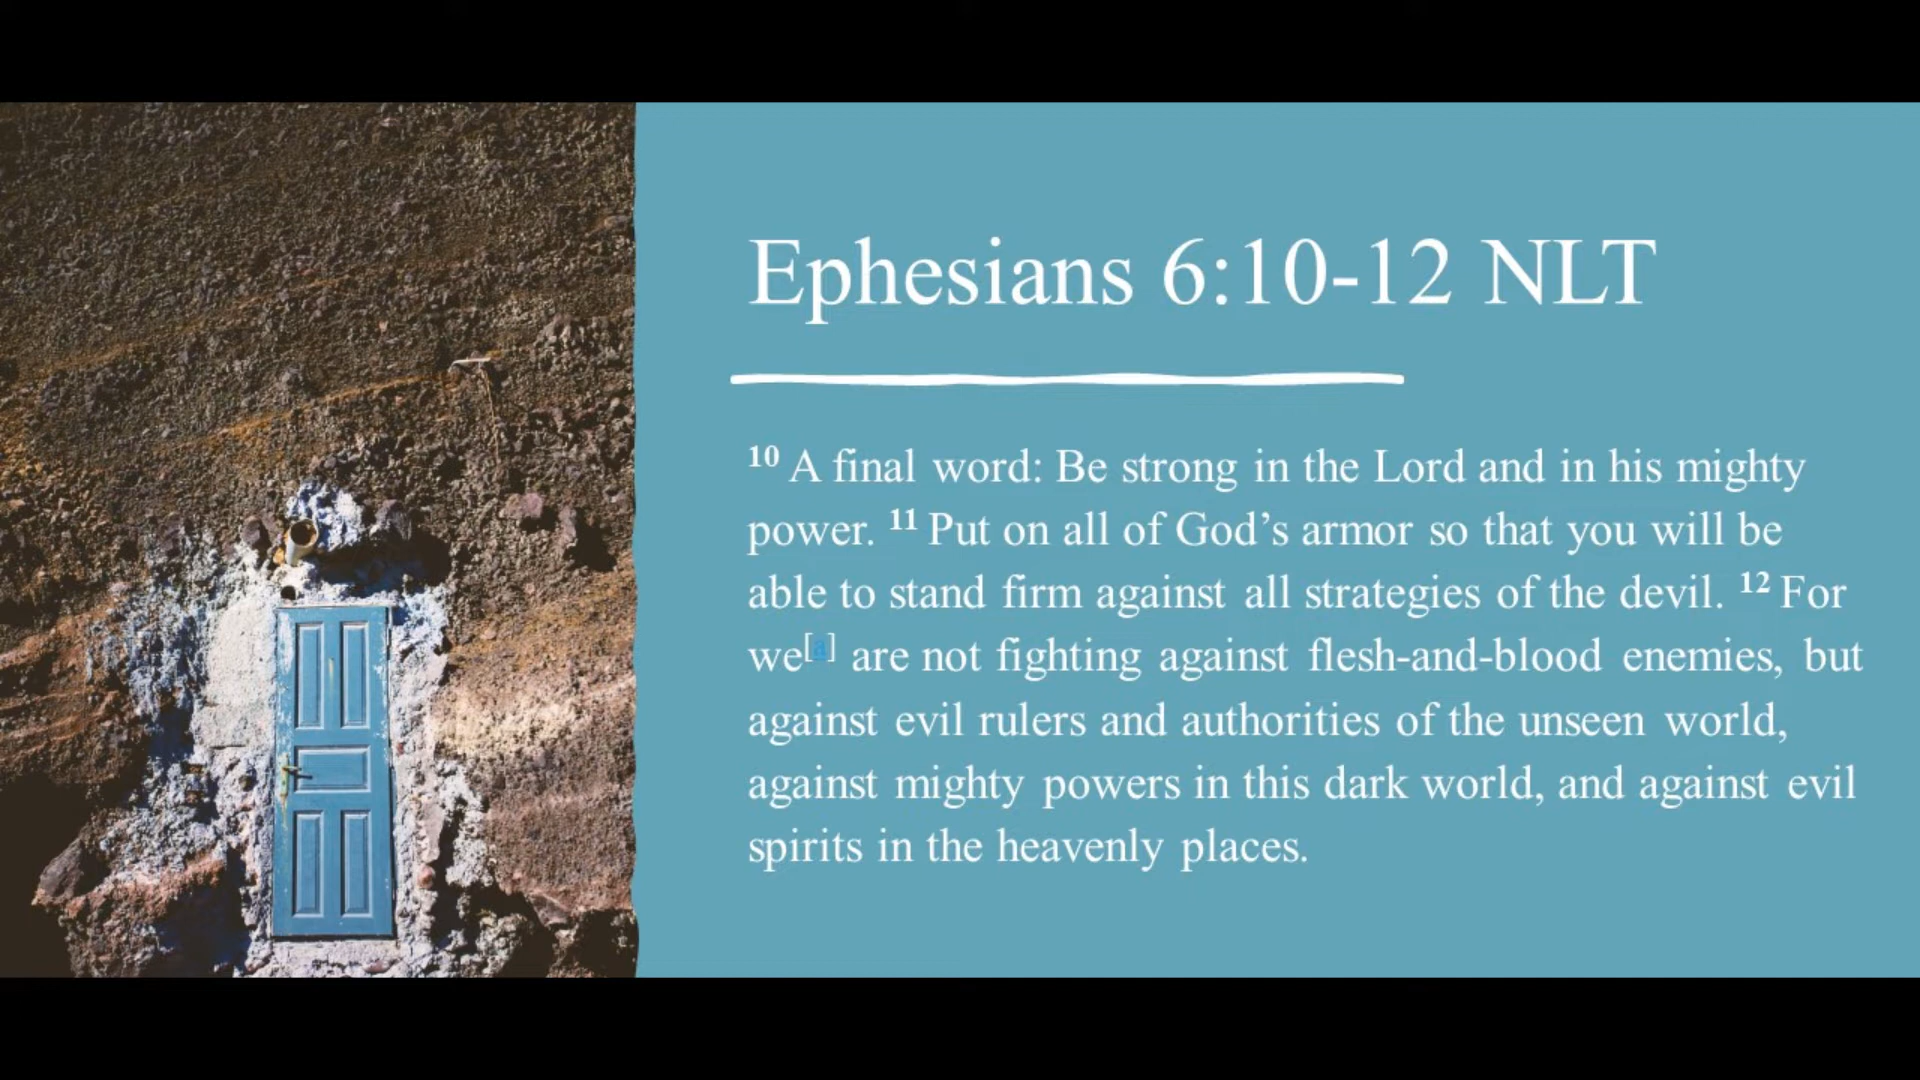 Ephesians 6:10-12 NLT
10 A final word: Be strong in the Lord and in his mighty
power. 11 Put on all of God’s armor so that you will be
able to stand firm against all strategies of the devil. 12 For
we[a] are not fighting against flesh-and-blood enemies, but
against evil rulers and authorities of the unseen world,
against mighty powers in this dark world, and against evil
spirits in the heavenly places.